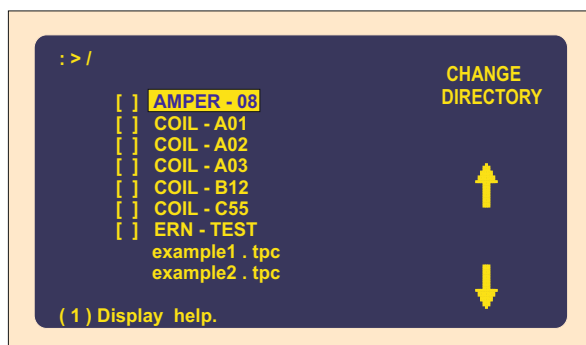 : > /
CHANGE
DIRECTORY
[ ] AMPER - 08
[ ] COIL - A01
[ ] COIL - A02
[ ] COIL - A03
[ ] COIL - B12
[ ] COIL - C55
[ ] ERN - TEST
example1 . tpc
example2 . tpc
( 1 ) Display help.